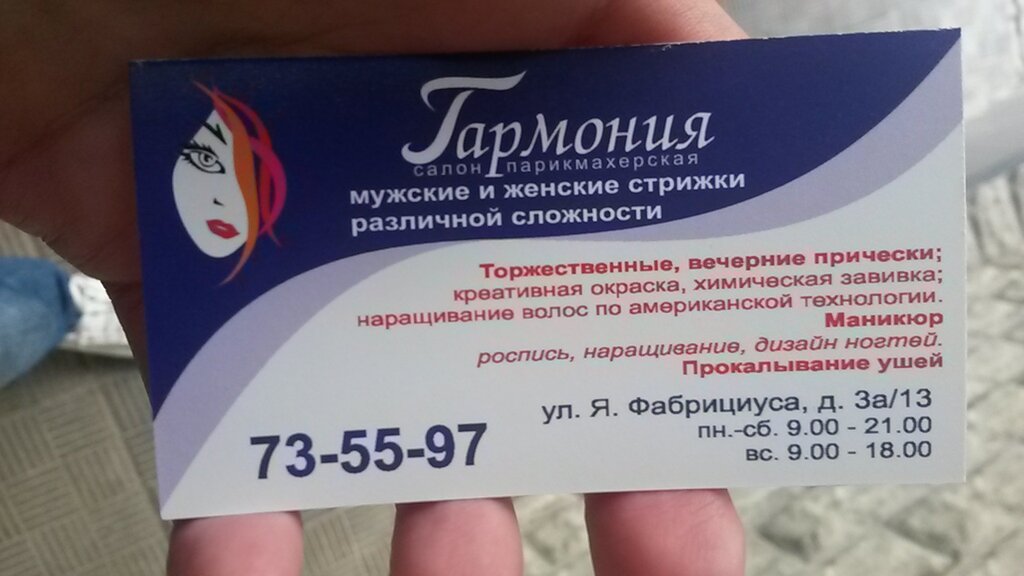 Гармония
салон парикмахерская
мужские и женские стрижки
различной сложности
Торжественные, вечерние прически;
креативная окраска, химическая завивка;
наращивание волос по американской технологии.
Маникюр
роспись, наращивание, дизайн ногтей.
Прокалывание ушей
ул. Я. Фабрициуса, д. 3а/13
пн.-сб. 9.00 - 21.00
вс. 9.00 - 18.00
73-55-97